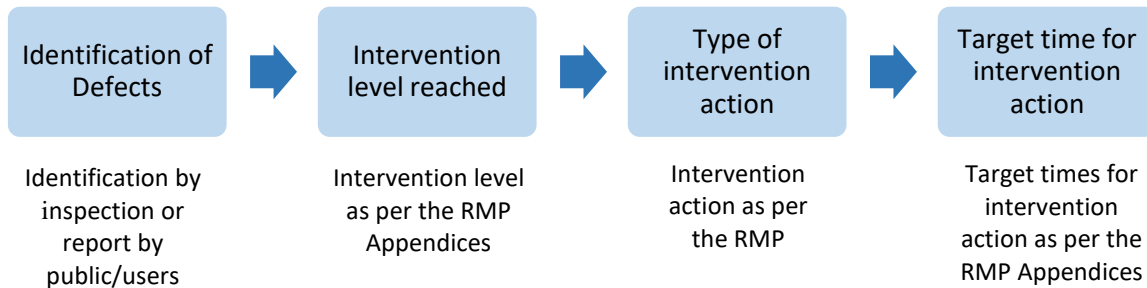 Identification of
Defects
Intervention
level reached
Type of
intervention
action
Target time for
intervention
action
Identification by
inspection or
report by
public/users
Intervention level
as per the RMP
Appendices
Intervention
action as per
the RMP
Target times for
intervention
action as per the
RMP Appendices